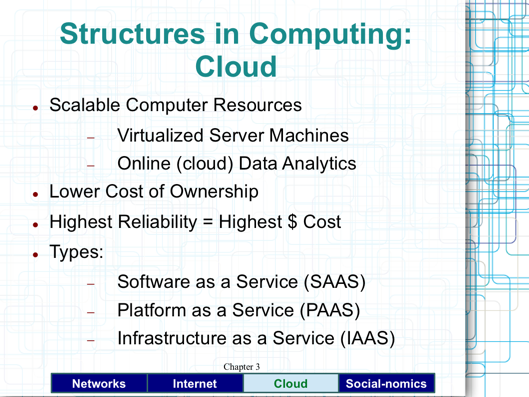 Structures in Computing:
Cloud
● Scalable Computer Resources
– Virtualized Server Machines
– Online (cloud) Data Analytics
● Lower Cost of Ownership
● Highest Reliability = Highest $ Cost
● Types:
– Software as a Service (SAAS)
– Platform as a Service (PAAS)
– Infrastructure as a Service (IAAS)
Chapter 3
Networks Internet Cloud Social-nomics